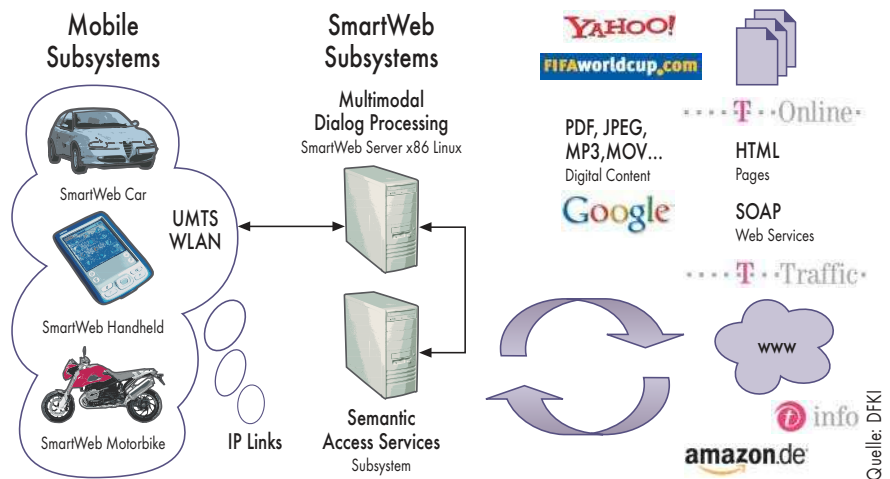 Mobile
Subsystems
SmartWeb Car
UMTS
WLAN
SmartWeb Handheld
SmartWeb Motorbike
IP Links
SmartWeb
Subsystems
Multimodal
Dialog Processing
SmartWeb Server x86 Linux
Semantic
Access Services
Subsystem
YAHOO!
FIFAworldcup.com
PDF, JPEG,
MP3,MOV...
Digital Content
Google
T Online
HTML
Pages
SOAP
Web Services
T Traffic
www
t info
amazon.de
Quelle: DFKI